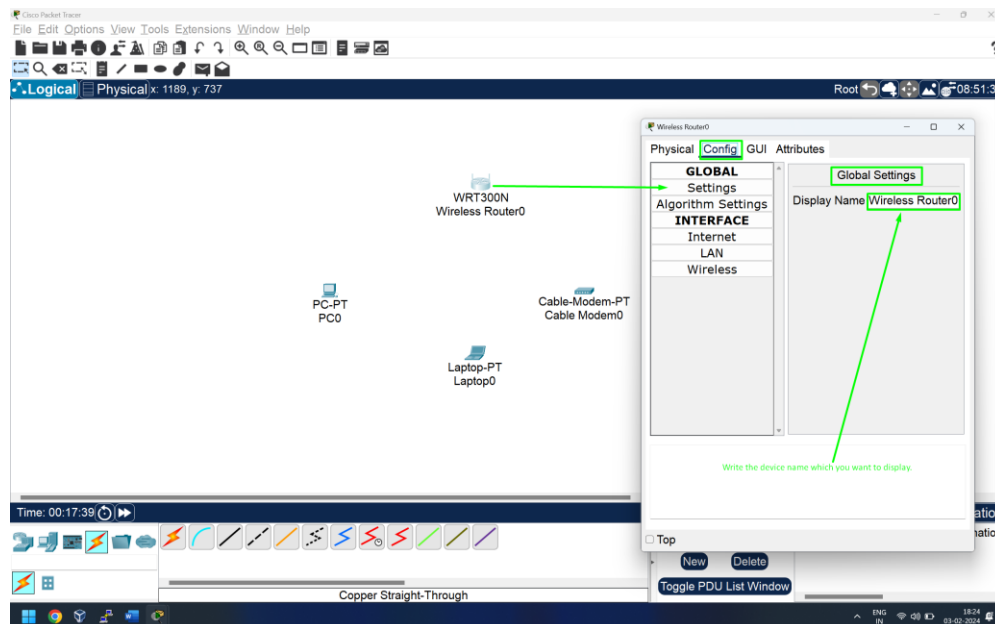 Cisco Packet Tracer
File Edit Options View Tools Extensions Window Help
Logical Physical x: 1189, y: 737
Root 08:51:3
WRT300N
Wireless Router0
PC-PT
PC0
Cable-Modem-PT
Cable Modem0
Laptop-PT
Laptop0
Wireless Router0
Physical Config GUI Attributes
GLOBAL
Settings
Algorithm Settings
INTERFACE
Internet
LAN
Wireless
Global Settings
Display Name Wireless Router0
Write the device name which you want to display.
Top
Time: 00:17:39
Copper Straight-Through
New Delete
Toggle PDU List Window
ENG
IN
18:24
03-02-2024